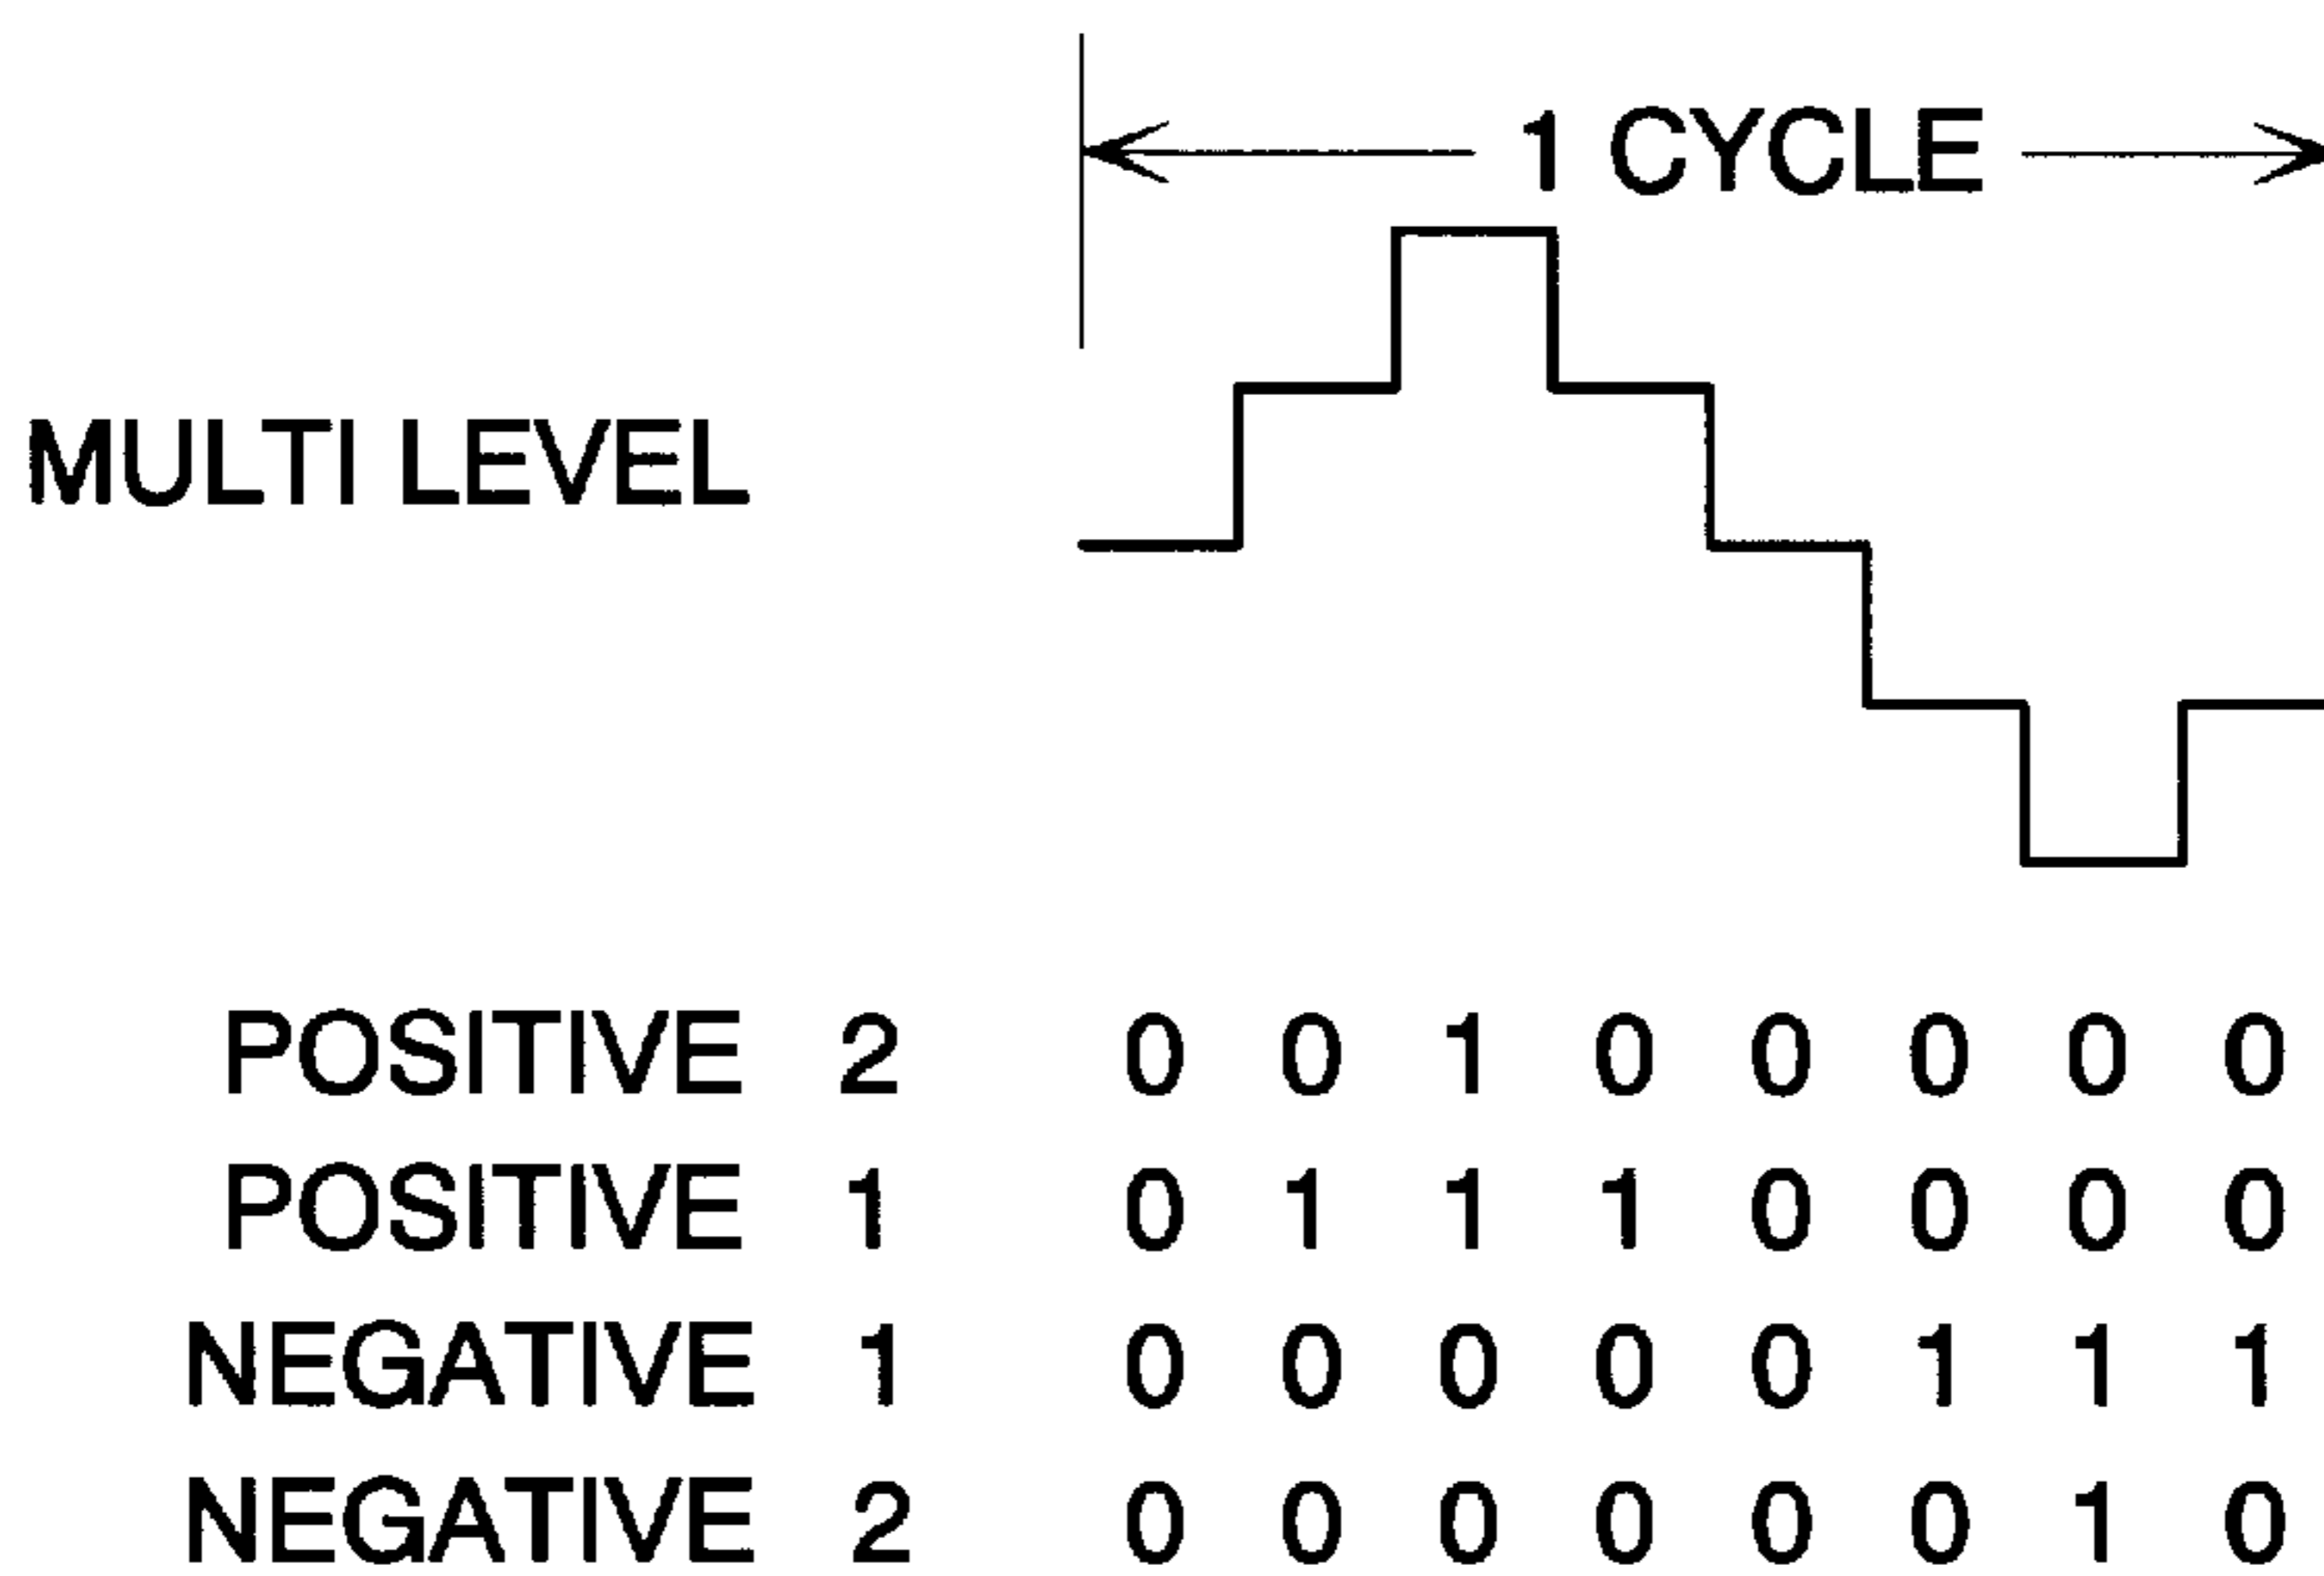 1 CYCLE
MULTI LEVEL
POSITIVE 2 0 0 1 0 0 0 0 0
POSITIVE 1 0 1 1 1 0 0 0 0
NEGATIVE 1 0 0 0 0 0 1 1 1
NEGATIVE 2 0 0 0 0 0 0 1 0